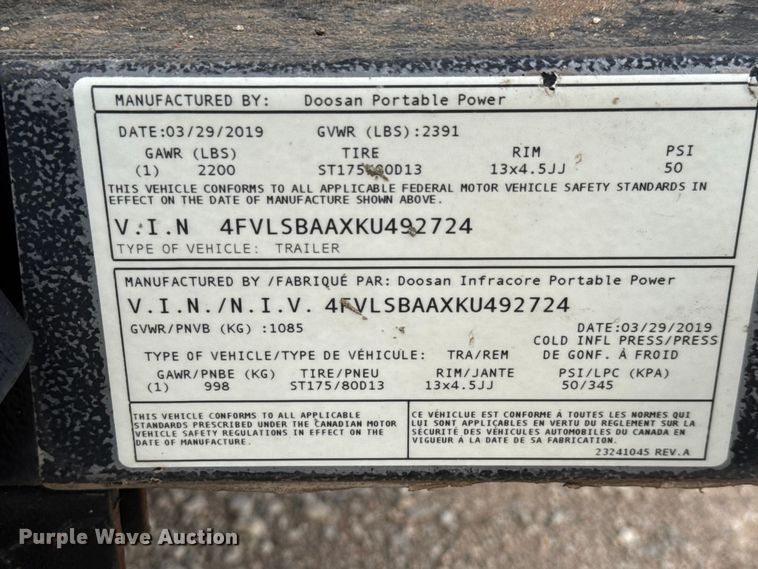 MANUFACTURED BY: Doosan Portable Power
DATE:03/29/2019 GVWR (LBS):2391
GAWR (LBS) TIRE RIM PSI
(1) 2200 ST175/80D13 13x4.5JJ 50
THIS VEHICLE CONFORMS TO ALL APPLICABLE FEDERAL MOTOR VEHICLE SAFETY STANDARDS IN
EFFECT ON THE DATE OF MANUFACTURE SHOWN ABOVE.
V.I.N 4FVLSBAAXKU492724
TYPE OF VEHICLE: TRAILER
MANUFACTURED BY /FABRIQUÉ PAR: Doosan Infracore Portable Power
V.I.N./N.I.V. 4FVLSBAAXKU492724
GVWR/PNVB (KG) :1085 DATE:03/29/2019
COLD INFL PRESS/PRESS
TYPE OF VEHICLE/TYPE DE VÉHICULE: TRA/REM DE GONF. À FROID
GAWR/PNBE (KG) TIRE/PNEU RIM/JANTE PSI/LPC (KPA)
(1) 998 ST175/80D13 13x4.5JJ 50/345
THIS VEHICLE CONFORMS TO ALL APPLICABLE
STANDARDS PRESCRIBED UNDER THE CANADIAN MOTOR
VEHICLE SAFETY REGULATIONS IN EFFECT ON THE
DATE OF MANUFACTURE.
CE VÉHICLUE EST CONFORME À TOUTES LES NORMES QUI
LUI SONT APPLICABLES EN VERTU DU REGLEMENT SUR LA
SÉCURITÉ DES VÉHICULES AUTOMOBILES DU CANADA EN
VIGUEUR À LA DATE DE SA FABRICATION.
23241045 REV.A
Purple Wave Auction